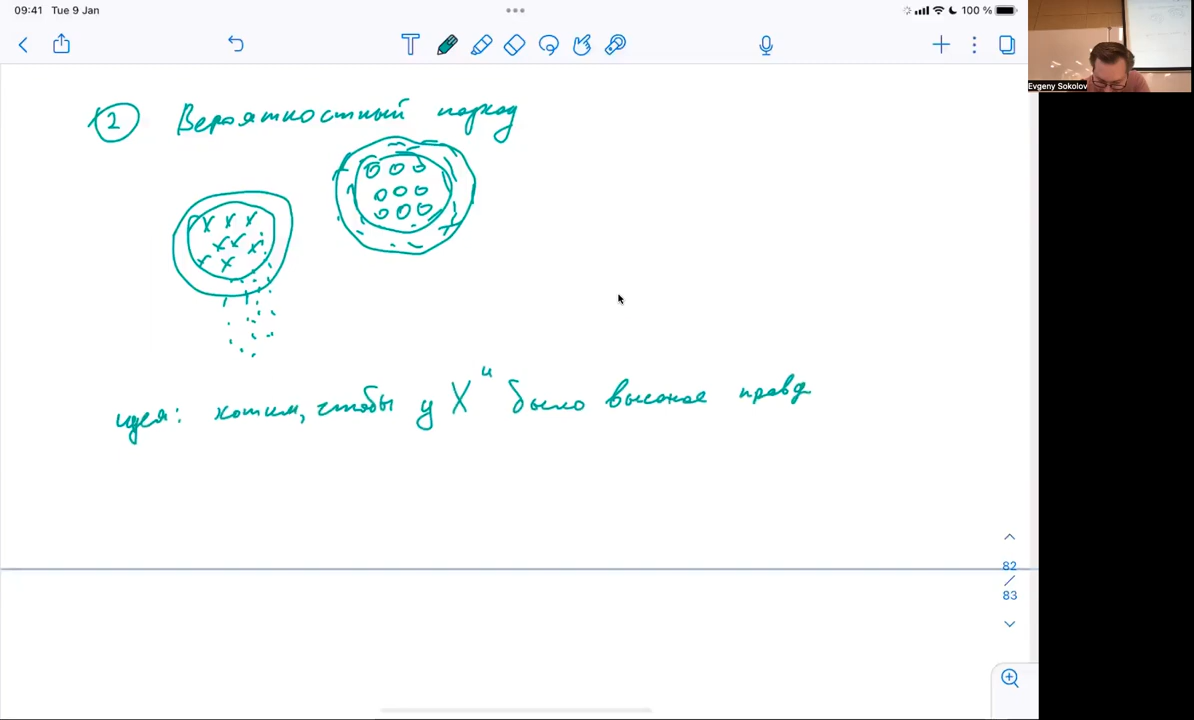 09:41 Tue 9 Jan
100 %
Evgeny Sokolov
2 Вероятностный подход
идея: хотим, чтобы у X^н было высокое правд
82
/
83